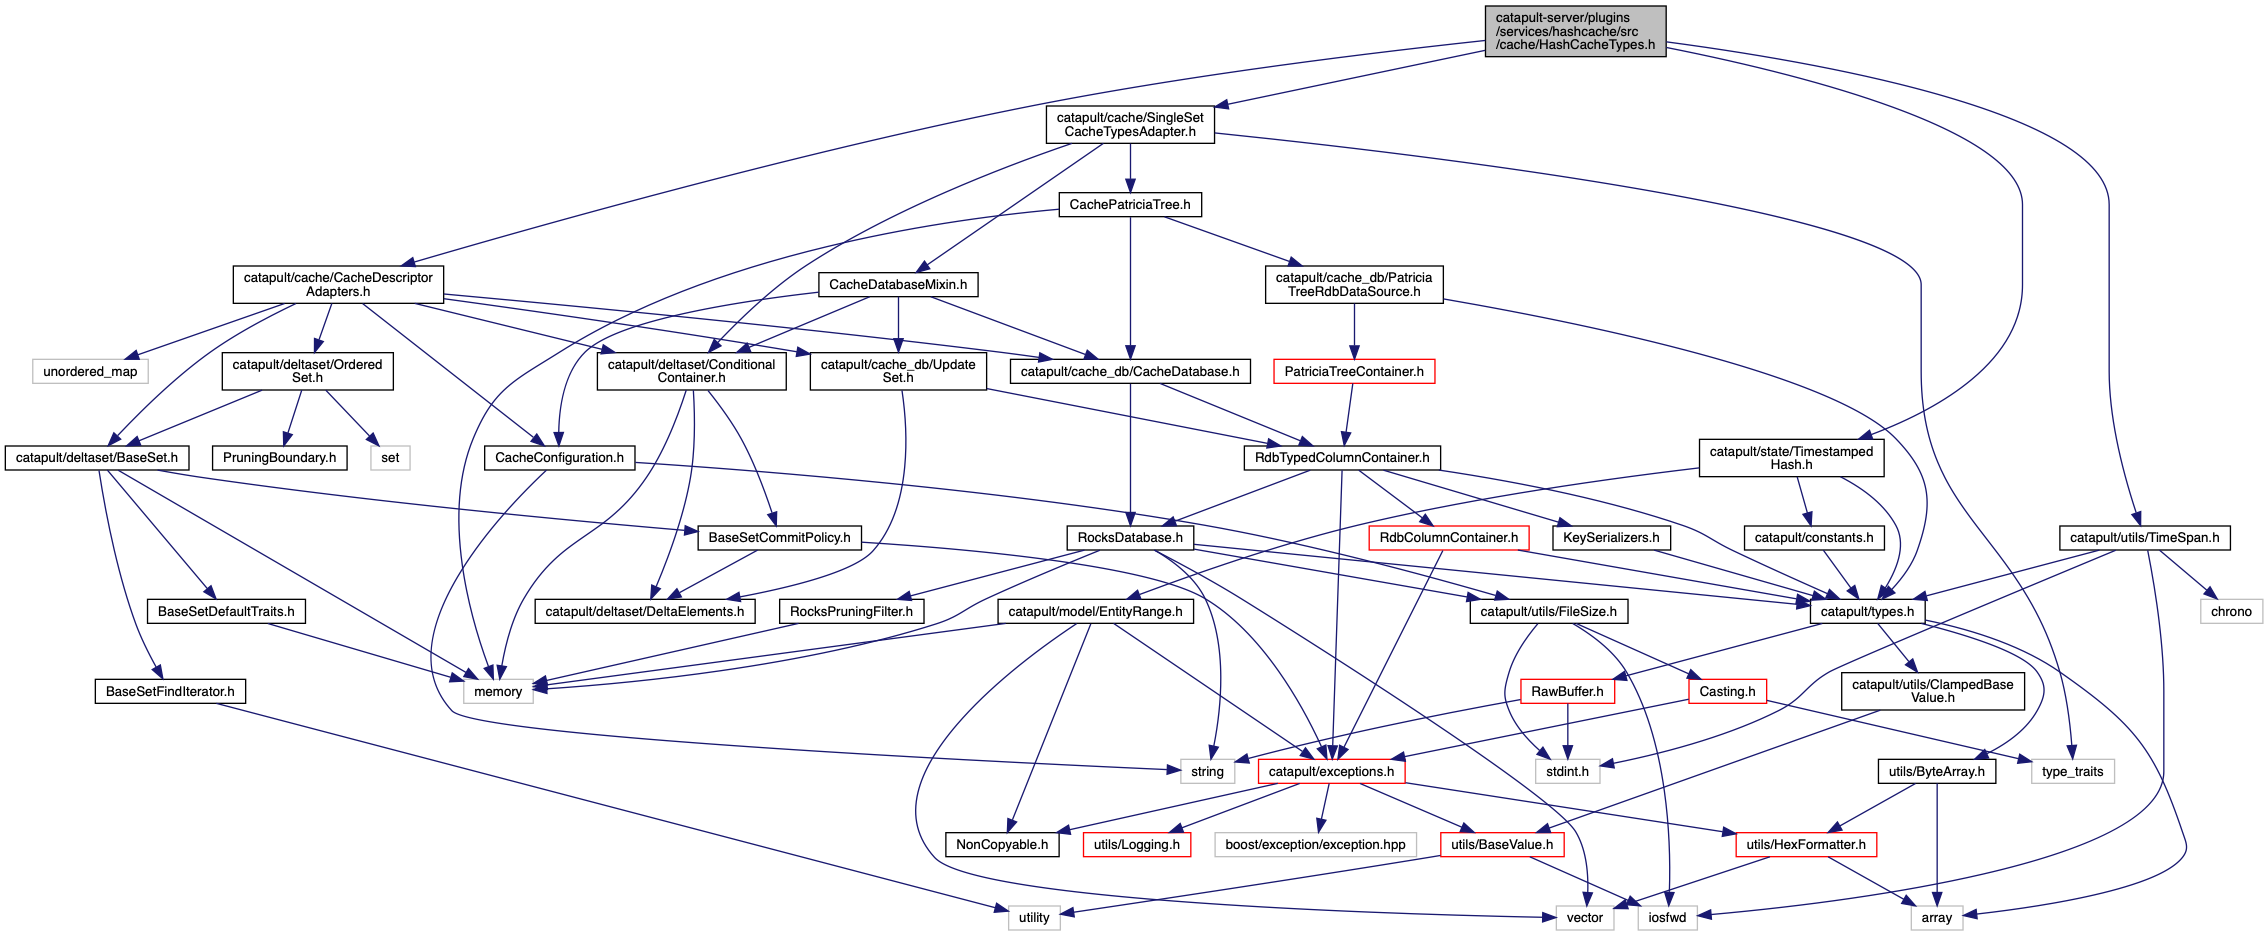 catapult-server/plugins
/services/hashcache/src
/cache/HashCacheTypes.h
catapult/cache/SingleSet
CacheTypesAdapter.h
CachePatriciaTree.h
catapult/cache/CacheDescriptor
Adapters.h
CacheDatabaseMixin.h
catapult/cache_db/Patricia
TreeRdbDataSource.h
unordered_map
catapult/deltaset/Ordered
Set.h
catapult/deltaset/Conditional
Container.h
catapult/cache_db/Update
Set.h
catapult/cache_db/CacheDatabase.h
PatriciaTreeContainer.h
catapult/deltaset/BaseSet.h
PruningBoundary.h
set
CacheConfiguration.h
RdbTypedColumnContainer.h
catapult/state/Timestamped
Hash.h
BaseSetCommitPolicy.h
RocksDatabase.h
RdbColumnContainer.h
KeySerializers.h
catapult/constants.h
catapult/utils/TimeSpan.h
BaseSetDefaultTraits.h
catapult/deltaset/DeltaElements.h
RocksPruningFilter.h
catapult/model/EntityRange.h
catapult/utils/FileSize.h
catapult/types.h
chrono
BaseSetFindIterator.h
memory
RawBuffer.h
Casting.h
catapult/utils/ClampedBase
Value.h
string
catapult/exceptions.h
stdint.h
utils/ByteArray.h
type_traits
NonCopyable.h
utils/Logging.h
boost/exception/exception.hpp
utils/BaseValue.h
utils/HexFormatter.h
utility
vector
iosfwd
array